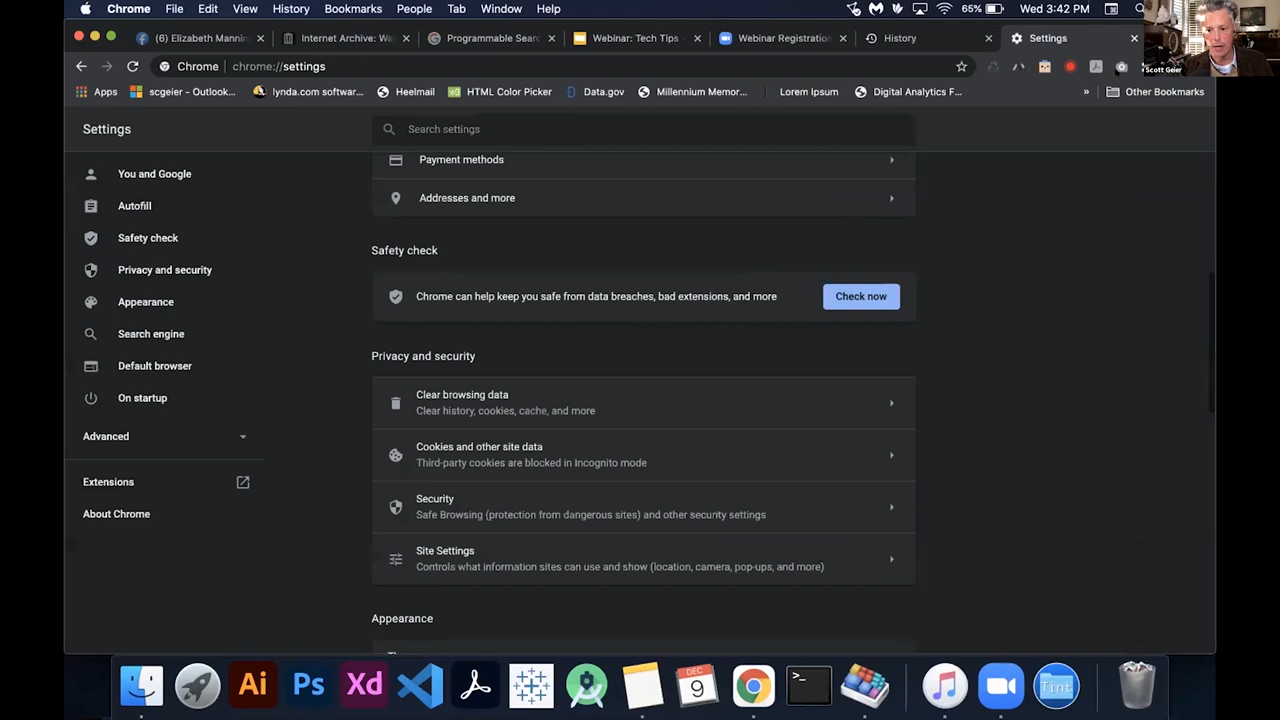 Chrome File Edit View History Bookmarks People Tab Window Help 65% Wed 3:42 PM
(6) Elizabeth Mannin
Internet Archive: Wa
Programmable Searc
Webinar: Tech Tips
Webinar Registration
History
Settings
Chrome chrome://settings
Apps scgeier - Outlook... lynda.com softwar... Heelmail HTML Color Picker Data.gov Millennium Memor... Lorem Ipsum Digital Analytics F... » Other Bookmarks
Scott Geier
Settings
Search settings
You and Google
Autofill
Safety check
Privacy and security
Appearance
Search engine
Default browser
On startup
Advanced
Extensions
About Chrome
Payment methods
Addresses and more
Safety check
Chrome can help keep you safe from data breaches, bad extensions, and more
Check now
Privacy and security
Clear browsing data
Clear history, cookies, cache, and more
Cookies and other site data
Third-party cookies are blocked in Incognito mode
Security
Safe Browsing (protection from dangerous sites) and other security settings
Site Settings
Controls what information sites can use and show (location, camera, pop-ups, and more)
Appearance
Ai Ps Xd DEC 9 >_ Tint